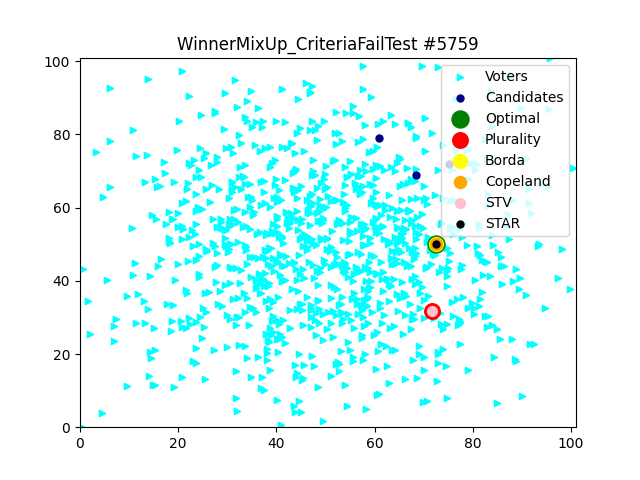 WinnerMixUp_CriteriaFailTest #5759
100
80
60
40
20
0
0
20
40
60
80
100
Voters
Candidates
Optimal
Plurality
Borda
Copeland
STV
STAR